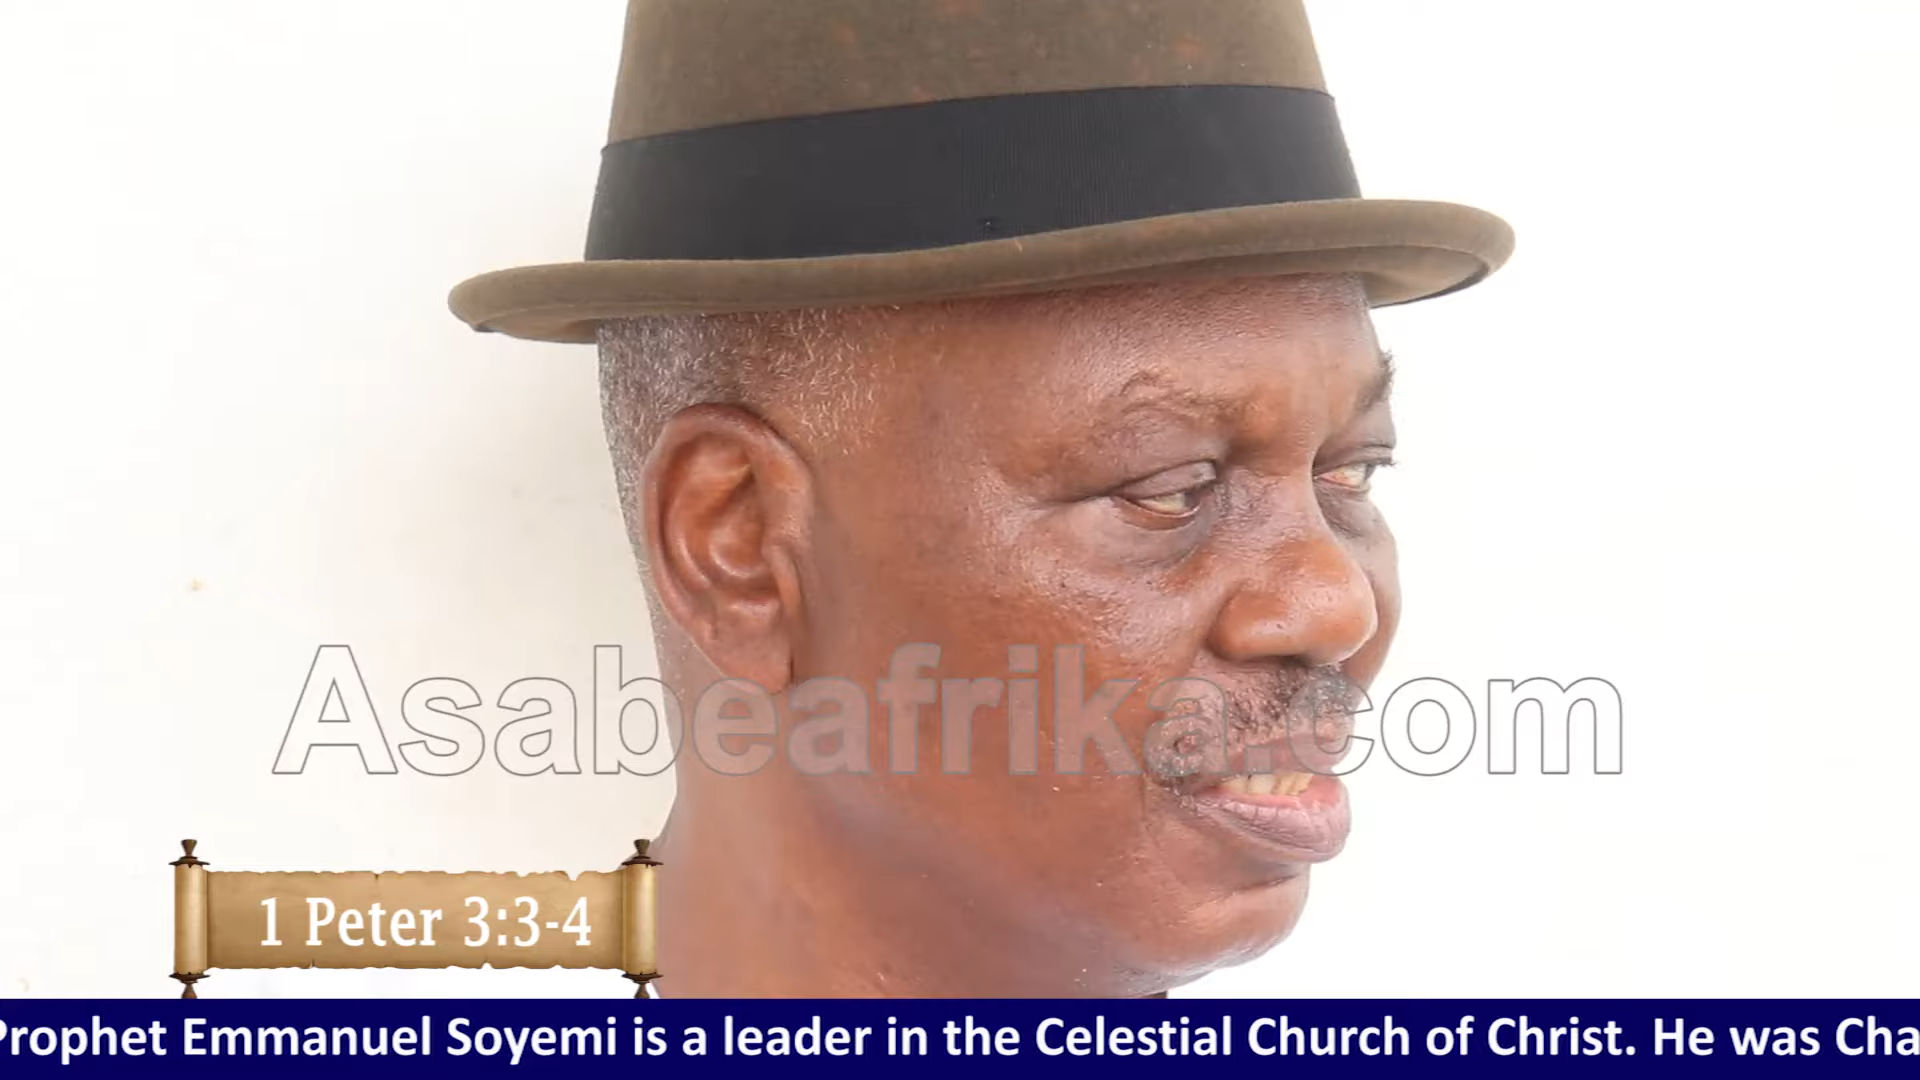 Asabeafrika.com
1 Peter 3:3-4
Prophet Emmanuel Soyemi is a leader in the Celestial Church of Christ. He was Cha